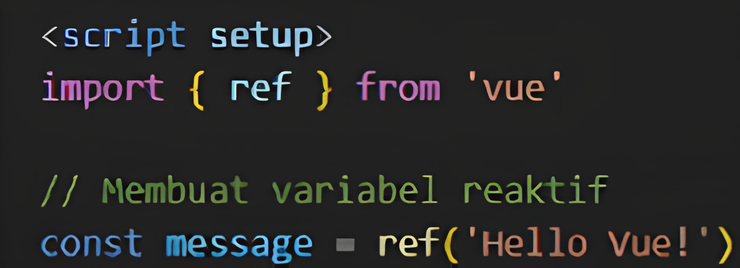 <script setup>
import { ref } from 'vue'
// Membuat variabel reaktif
const message = ref('Hello Vue!')